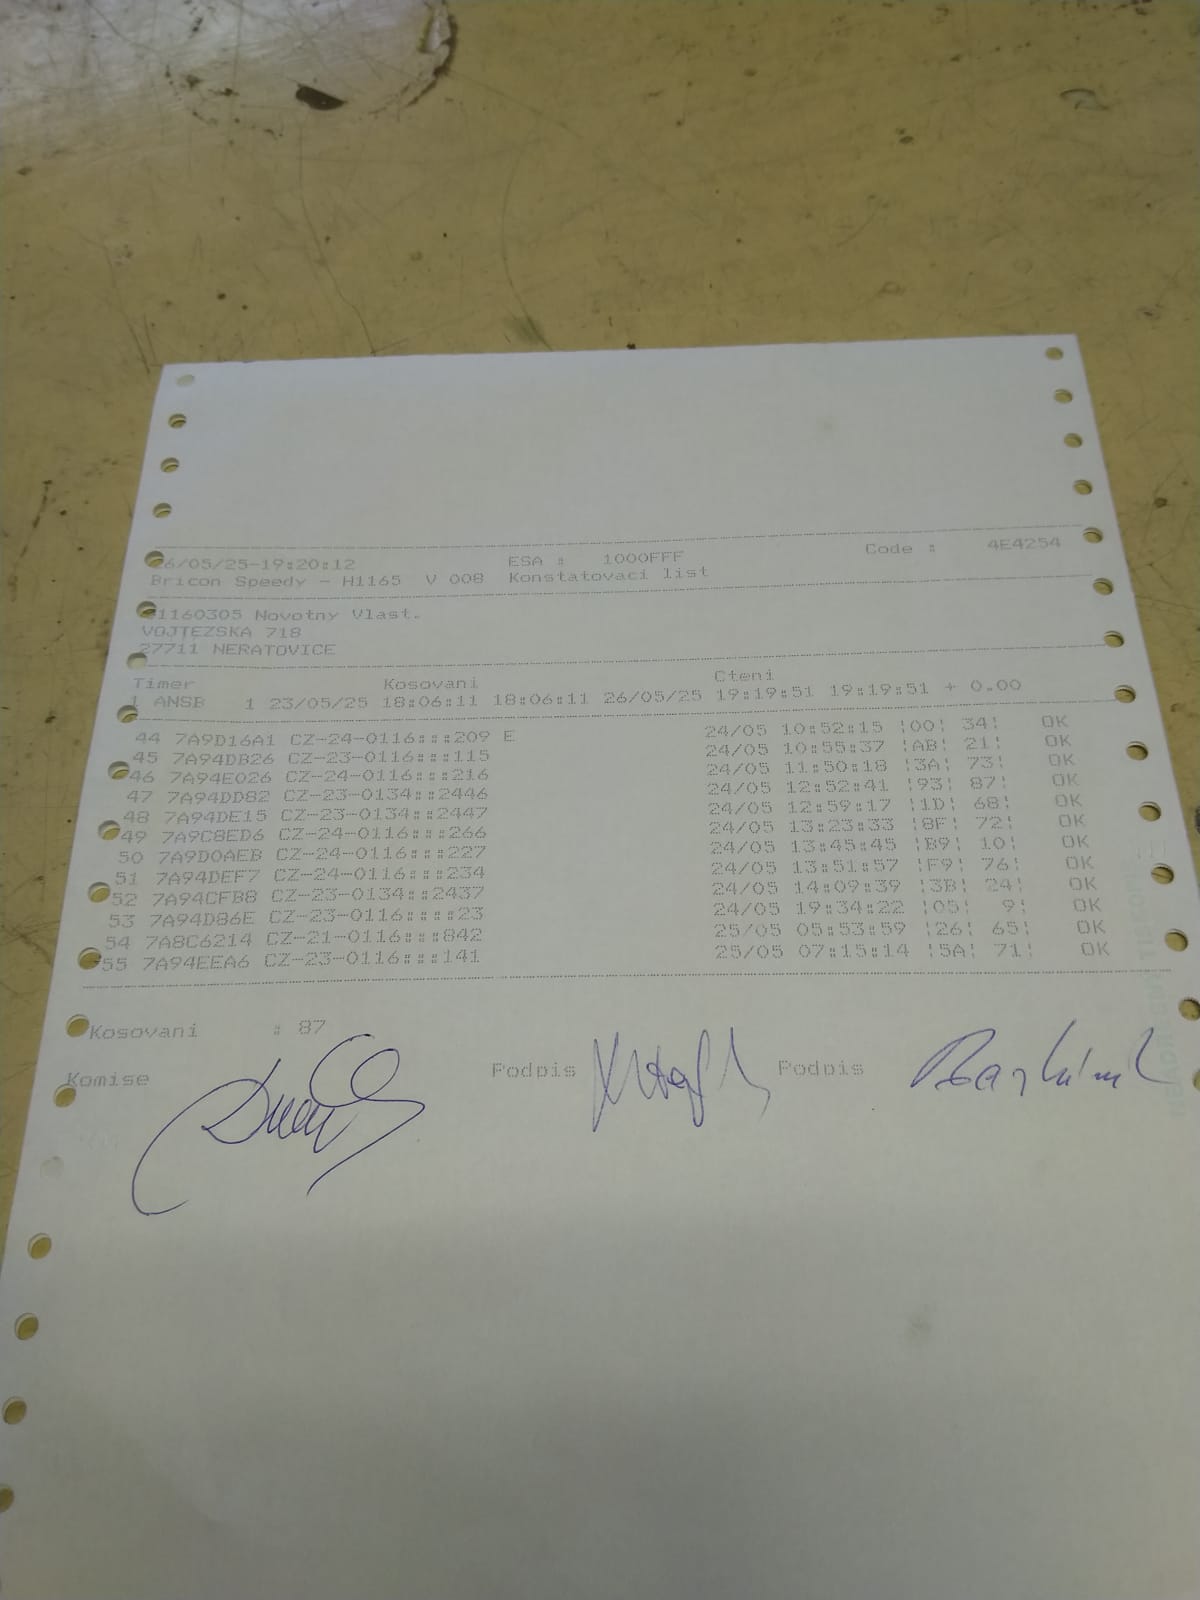 26/05/25-19:20:12 ESA : 1000FFF Code : 4E4254
Bricon Speedy - H1165 V 008 Konstatovaci list
01160305 Novotny Vlast.
VOJTEZSKA 718
27711 NERATOVICE
Timer Kosovani Cteni
1 ANSB 1 23/05/25 18:06:11 18:06:11 26/05/25 19:19:51 19:19:51 + 0.00
44 7A9D16A1 CZ-24-0116:::209 E 24/05 10:52:15 ¦00¦ 34¦ OK
45 7A94DB26 CZ-23-0116:::115 24/05 10:55:37 ¦AB¦ 21¦ OK
46 7A94E026 CZ-24-0116:::216 24/05 11:50:18 ¦3A¦ 73¦ OK
47 7A94DD82 CZ-23-0134::2446 24/05 12:52:41 ¦93¦ 87¦ OK
48 7A94DE15 CZ-23-0134::2447 24/05 12:59:17 ¦1D¦ 68¦ OK
49 7A9C8ED6 CZ-24-0116:::266 24/05 13:23:33 ¦8F¦ 72¦ OK
50 7A9D0AEB CZ-24-0116:::227 24/05 13:45:45 ¦B9¦ 10¦ OK
51 7A94DEF7 CZ-24-0116:::234 24/05 13:51:57 ¦F9¦ 76¦ OK
52 7A94CFB8 CZ-23-0134::2437 24/05 14:09:39 ¦3B¦ 24¦ OK
53 7A94D86E CZ-23-0116::::23 24/05 19:34:22 ¦05¦ 9¦ OK
54 7A8C6214 CZ-21-0116:::842 25/05 05:53:59 ¦26¦ 65¦ OK
55 7A94EEA6 CZ-23-0116:::141 25/05 07:15:14 ¦5A¦ 71¦ OK
Kosovani : 87
Komise Podpis Podpis